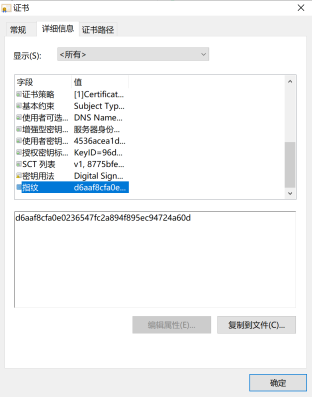 证书
常规 详细信息 证书路径
显示(S): <所有>
字段 值
证书策略 [1]Certificat...
基本约束 Subject Typ...
使用者可选... DNS Name...
增强型密钥... 服务器身份...
使用者密钥... 4536acea1d...
授权密钥标... KeyID=96d...
SCT 列表 v1, 8775bfe...
密钥用法 Digital Sign...
指纹 d6aaf8cfa0e...
d6aaf8cfa0e0236547fc2a894f895ec94724a60d
编辑属性(E)... 复制到文件(C)...
确定